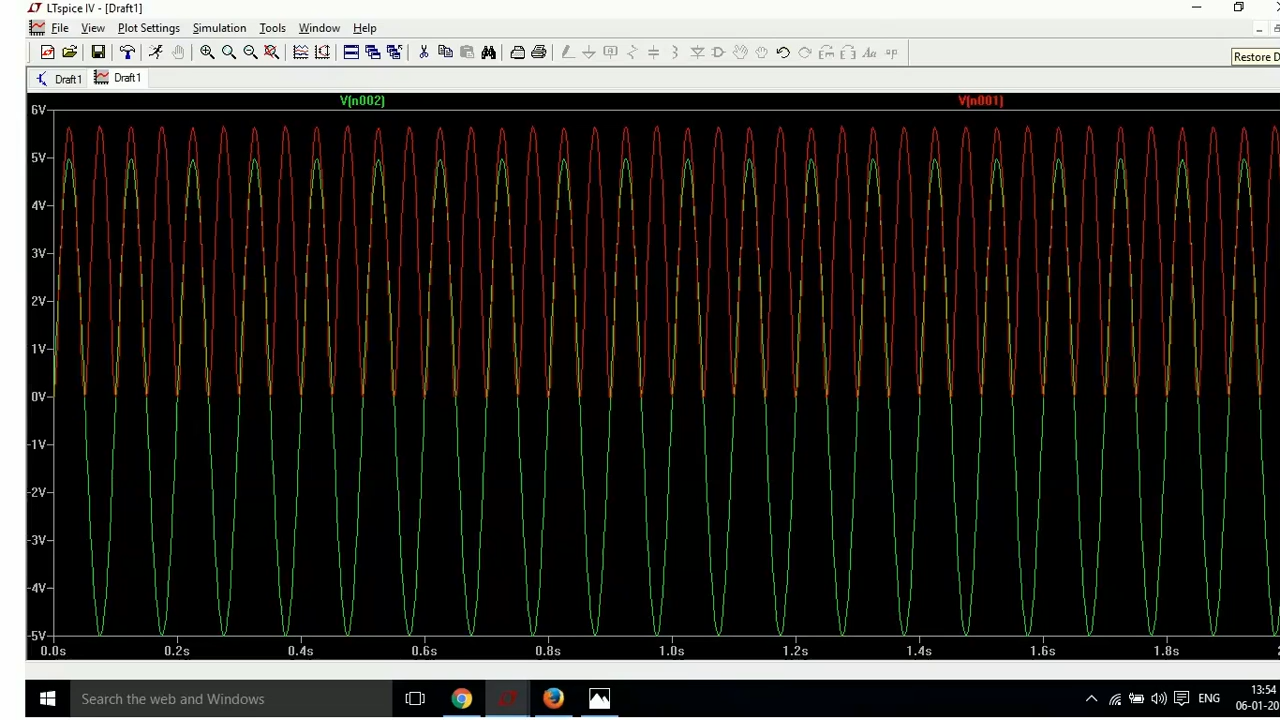 LTspice IV - [Draft1]
File View Plot Settings Simulation Tools Window Help
Restore D
Draft1 Draft1
V(n002) V(n001)
6V
5V
4V
3V
2V
1V
0V
-1V
-2V
-3V
-4V
-5V
0.0s 0.2s 0.4s 0.6s 0.8s 1.0s 1.2s 1.4s 1.6s 1.8s 2
Search the web and Windows
ENG
13:54
06-01-20